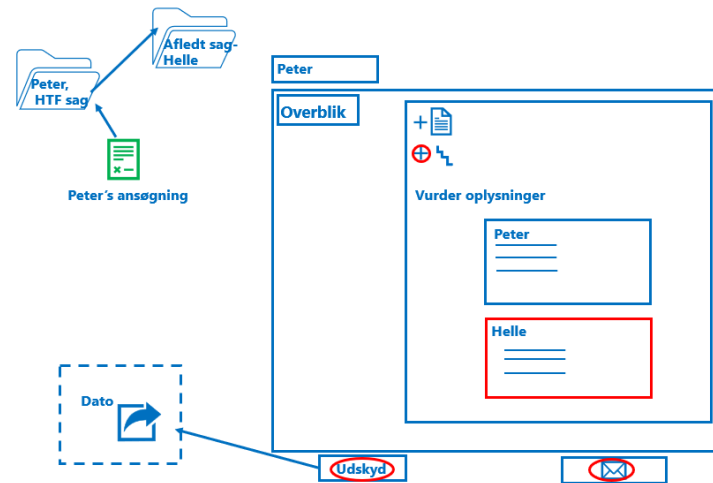 Afledt sag-
Helle
Peter,
HTF sag
Peter´s ansøgning
Peter
Overblik
Vurder oplysninger
Peter
Helle
Dato
Udskyd